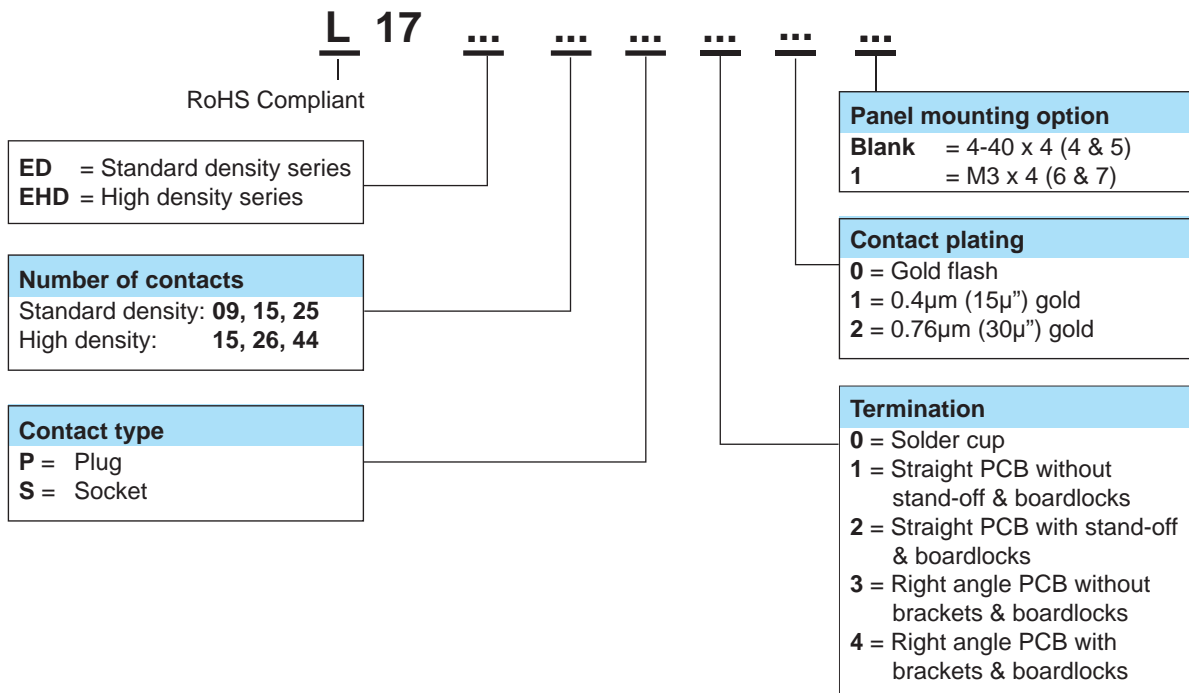 L 17 ... ... ... ... ... ...
RoHS Compliant
ED = Standard density series
EHD = High density series
Number of contacts
Standard density: 09, 15, 25
High density: 15, 26, 44
Contact type
P = Plug
S = Socket
Panel mounting option
Blank = 4-40 x 4 (4 & 5)
1 = M3 x 4 (6 & 7)
Contact plating
0 = Gold flash
1 = 0.4µm (15µ”) gold
2 = 0.76µm (30µ”) gold
Termination
0 = Solder cup
1 = Straight PCB without
stand-off & boardlocks
2 = Straight PCB with stand-off
& boardlocks
3 = Right angle PCB without
brackets & boardlocks
4 = Right angle PCB with
brackets & boardlocks